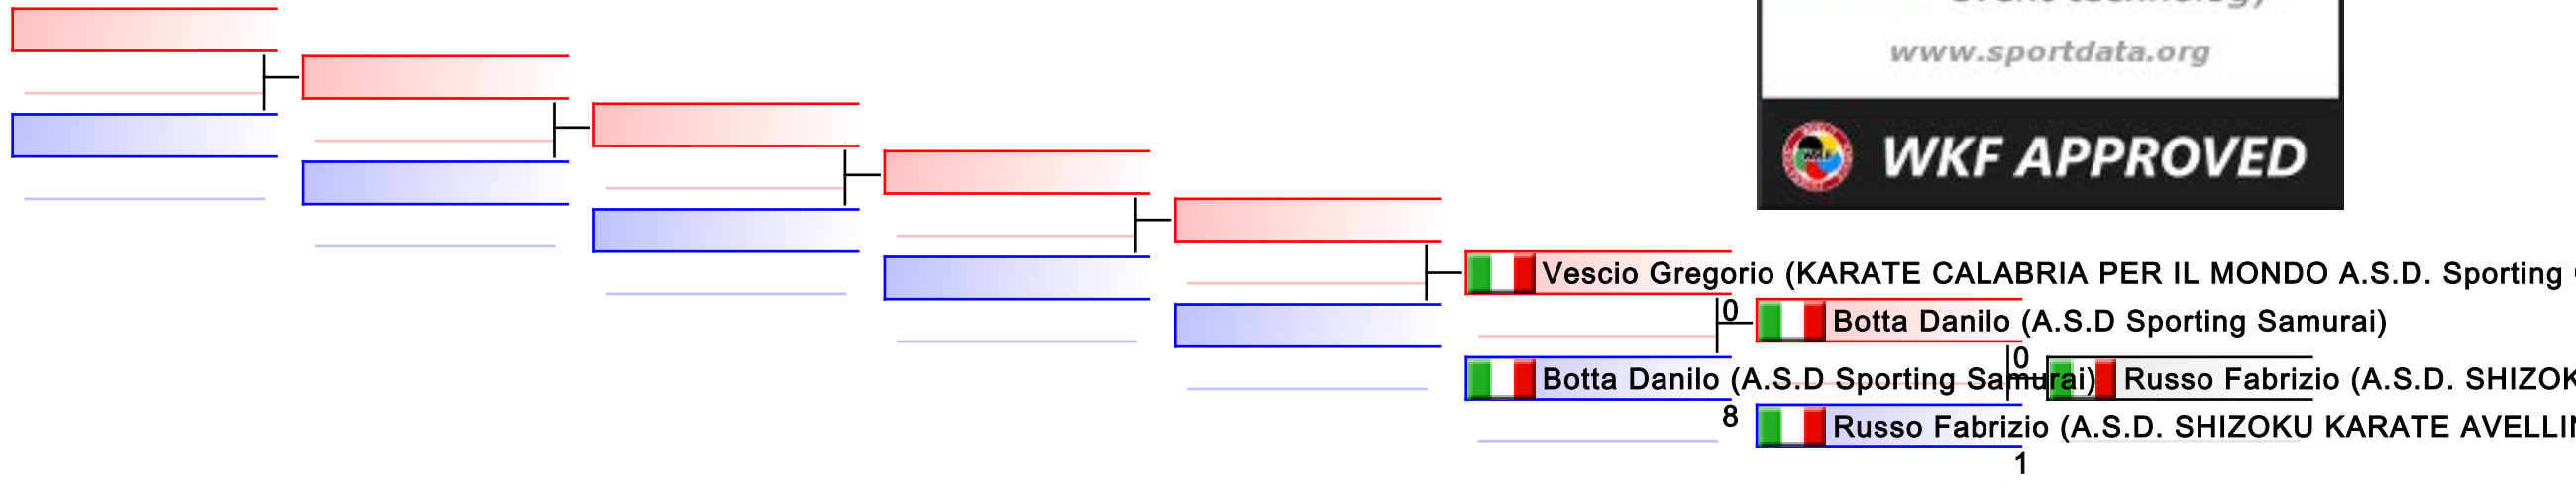 www.sportdata.org
WKF APPROVED
Vescio Gregorio (KARATE CALABRIA PER IL MONDO A.S.D. Sporting
0
Botta Danilo (A.S.D Sporting Samurai)
0
Botta Danilo (A.S.D Sporting Samurai)
Russo Fabrizio (A.S.D. SHIZOK
8
Russo Fabrizio (A.S.D. SHIZOKU KARATE AVELLIN
1